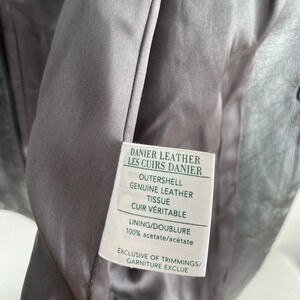 DANIER LEATHER
LES CUIRS DANIER
OUTERSHELL
GENUINE LEATHER
TISSUE
CUIR VÉRITABLE
LINING/DOUBLURE
100% acetate/acétate
EXCLUSIVE OF TRIMMINGS/
GARNITURE EXCLUE